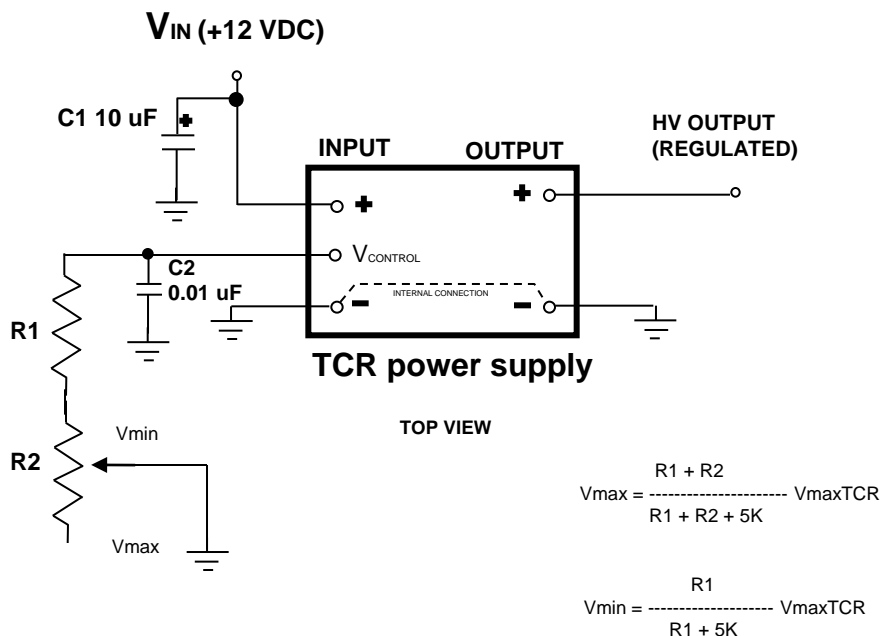 VIN (+12 VDC)
C1 10 uF
+
INPUT
OUTPUT
HV OUTPUT
(REGULATED)
+
+
VCONTROL
C2
0.01 uF
INTERNAL CONNECTION
-
-
R1
TCR power supply
TOP VIEW
R2
Vmin
Vmax
R1 + R2
Vmax = ---------------------- VmaxTCR
R1 + R2 + 5K
R1
Vmin = -------------------- VmaxTCR
R1 + 5K